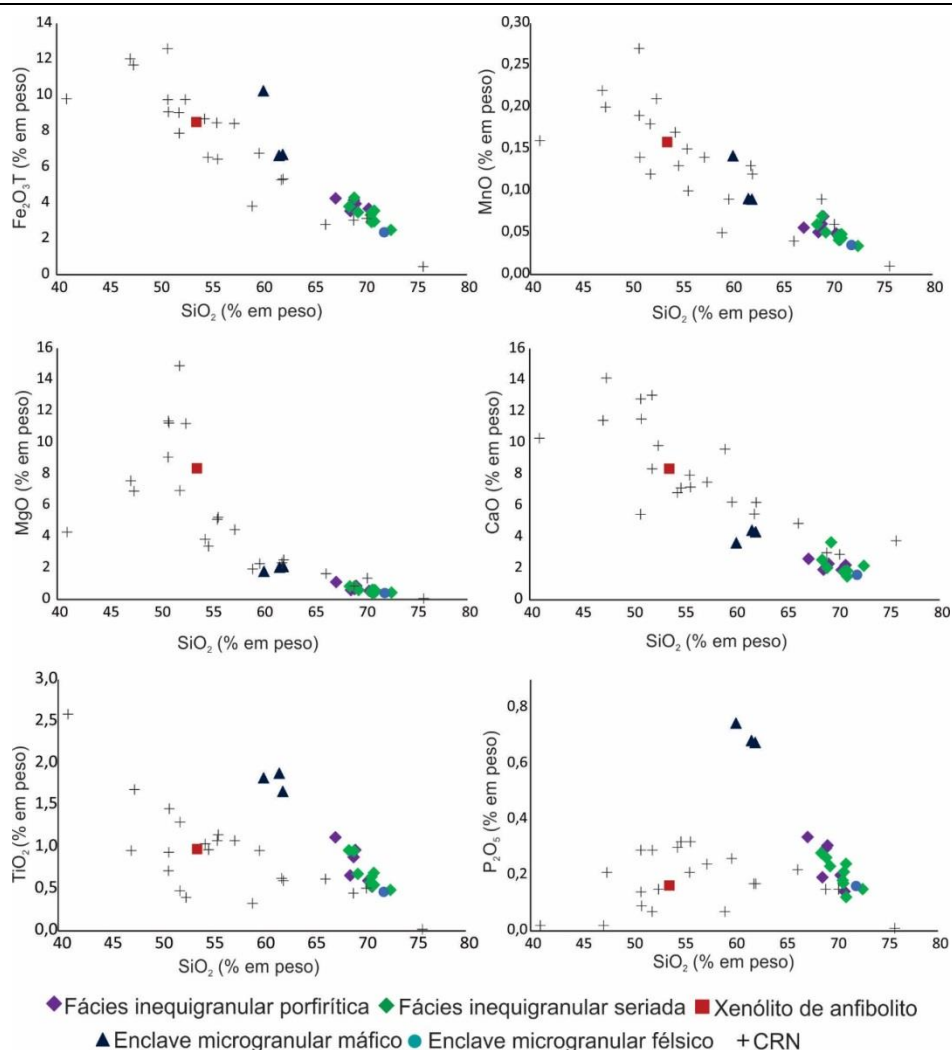 14
12
10
8
6
4
2
0
Fe₂O₃T (% em peso)
40 45 50 55 60 65 70 75 80
SiO₂ (% em peso)
0,30
0,25
0,20
0,15
0,10
0,05
0,00
MnO (% em peso)
40 45 50 55 60 65 70 75 80
SiO₂ (% em peso)
16
14
12
10
8
6
4
2
0
MgO (% em peso)
40 45 50 55 60 65 70 75 80
SiO₂ (% em peso)
16
14
12
10
8
6
4
2
0
CaO (% em peso)
40 45 50 55 60 65 70 75 80
SiO₂ (% em peso)
3,0
2,5
2,0
1,5
1,0
0,5
0,0
TiO₂ (% em peso)
40 45 50 55 60 65 70 75 80
SiO₂ (% em peso)
0,8
0,6
0,4
0,2
0,0
P₂O₅ (% em peso)
40 45 50 55 60 65 70 75 80
SiO₂ (% em peso)
Fácies inequigranular porfirítica Fácies inequigranular seriada Xenólito de anfibolito
Enclave microgranular máfico Enclave microgranular félsico +CRN